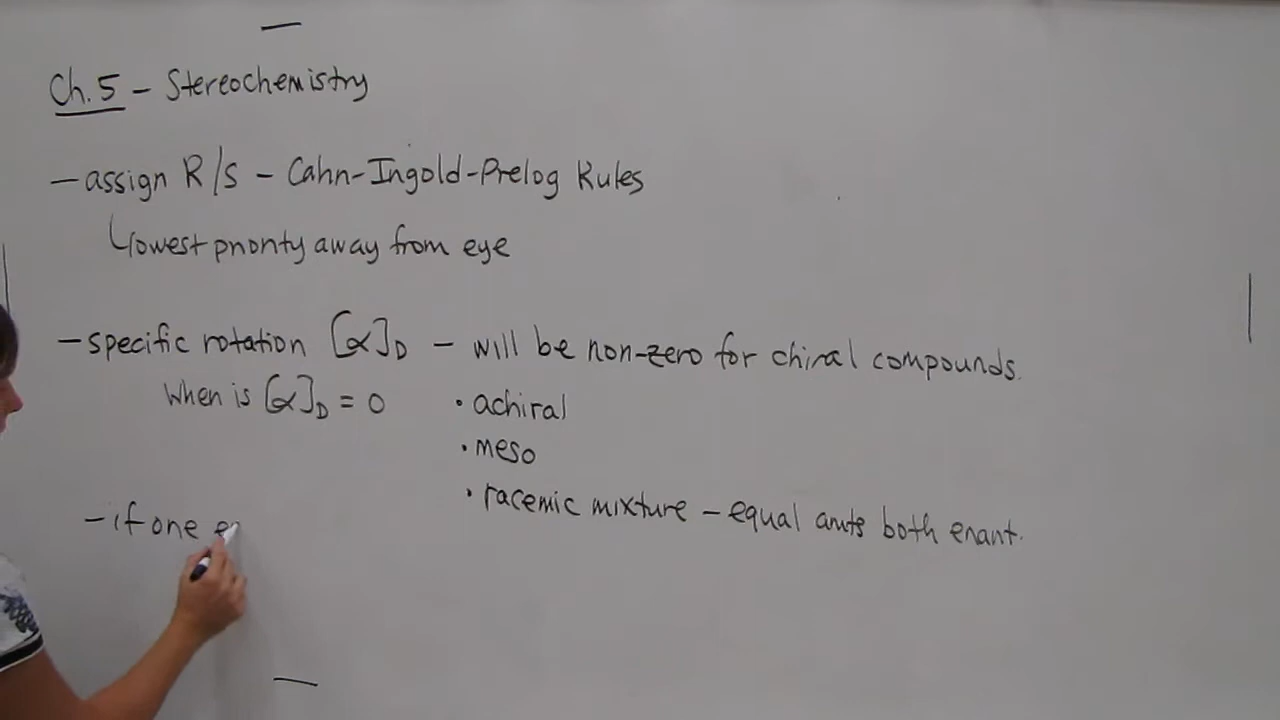 Ch. 5 – Stereochemistry
– assign R/S – Cahn-Ingold-Prelog Rules
lowest priority away from eye
– specific rotation [α]D – will be non-zero for chiral compounds.
When is [α]D = 0
• achiral
• meso
• racemic mixture – equal amts both enant.
– if one e